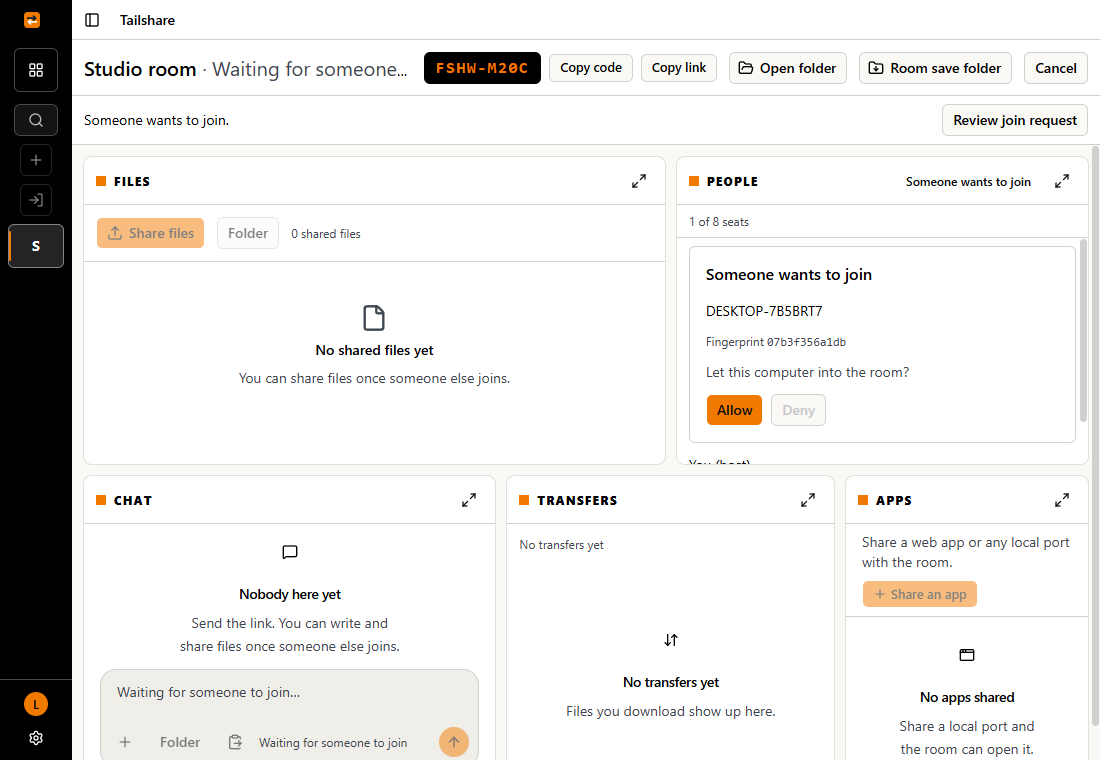 Tailshare
Studio room · Waiting for someone...
FSHW-M20C
Copy code
Copy link
Open folder
Room save folder
Cancel
Someone wants to join.
Review join request
S
L
FILES
Share files
Folder
0 shared files
No shared files yet
You can share files once someone else joins.
PEOPLE
Someone wants to join
1 of 8 seats
Someone wants to join
DESKTOP-7B5BRT7
Fingerprint 07b3f356a1db
Let this computer into the room?
Allow
Deny
You (host)
CHAT
Nobody here yet
Send the link. You can write and
share files once someone else joins.
Waiting for someone to join...
Folder
Waiting for someone to join
TRANSFERS
No transfers yet
No transfers yet
Files you download show up here.
APPS
Share a web app or any local port
with the room.
+ Share an app
No apps shared
Share a local port and
the room can open it.